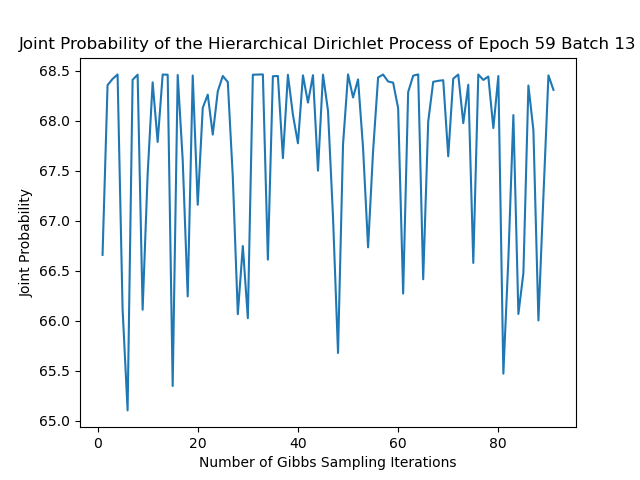 Joint Probability of the Hierarchical Dirichlet Process of Epoch 59 Batch 13
68.5
68.0
67.5
67.0
66.5
66.0
65.5
65.0
Joint Probability
0 20 40 60 80
Number of Gibbs Sampling Iterations